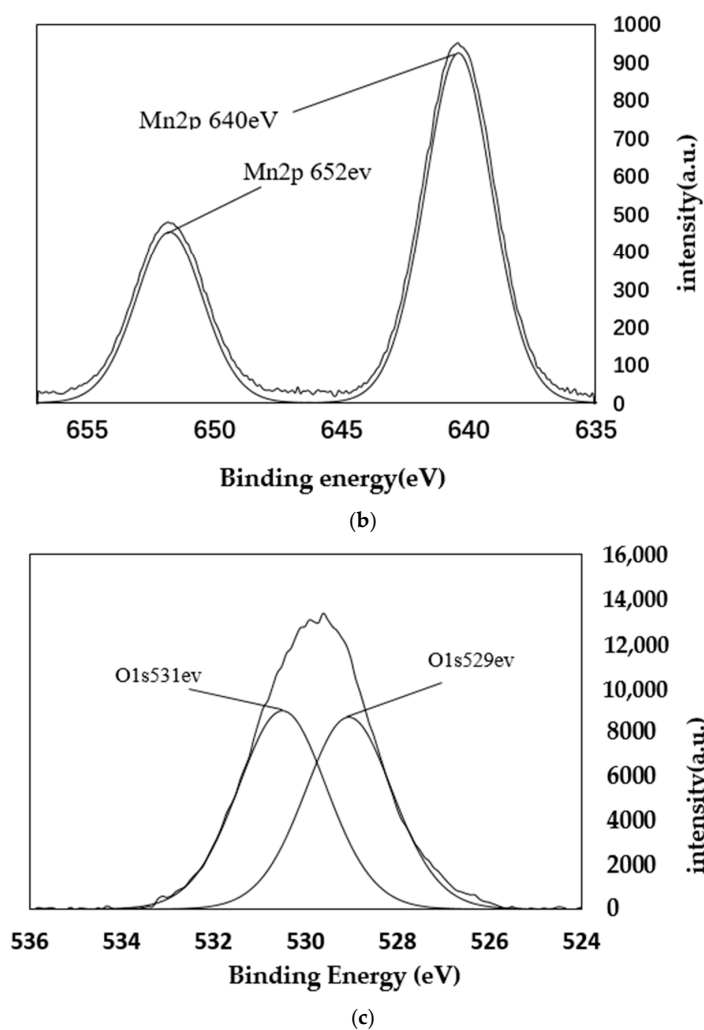 1000
900
800
700
600
500
400
300
200
100
0
intensity(a.u.)
Mn2p 640eV
Mn2p 652ev
655 650 645 640 635
Binding energy(eV)
(b)
16,000
14,000
12,000
10,000
8000
6000
4000
2000
0
intensity(a.u.)
O1s531ev
O1s529ev
536 534 532 530 528 526 524
Binding Energy (eV)
(c)